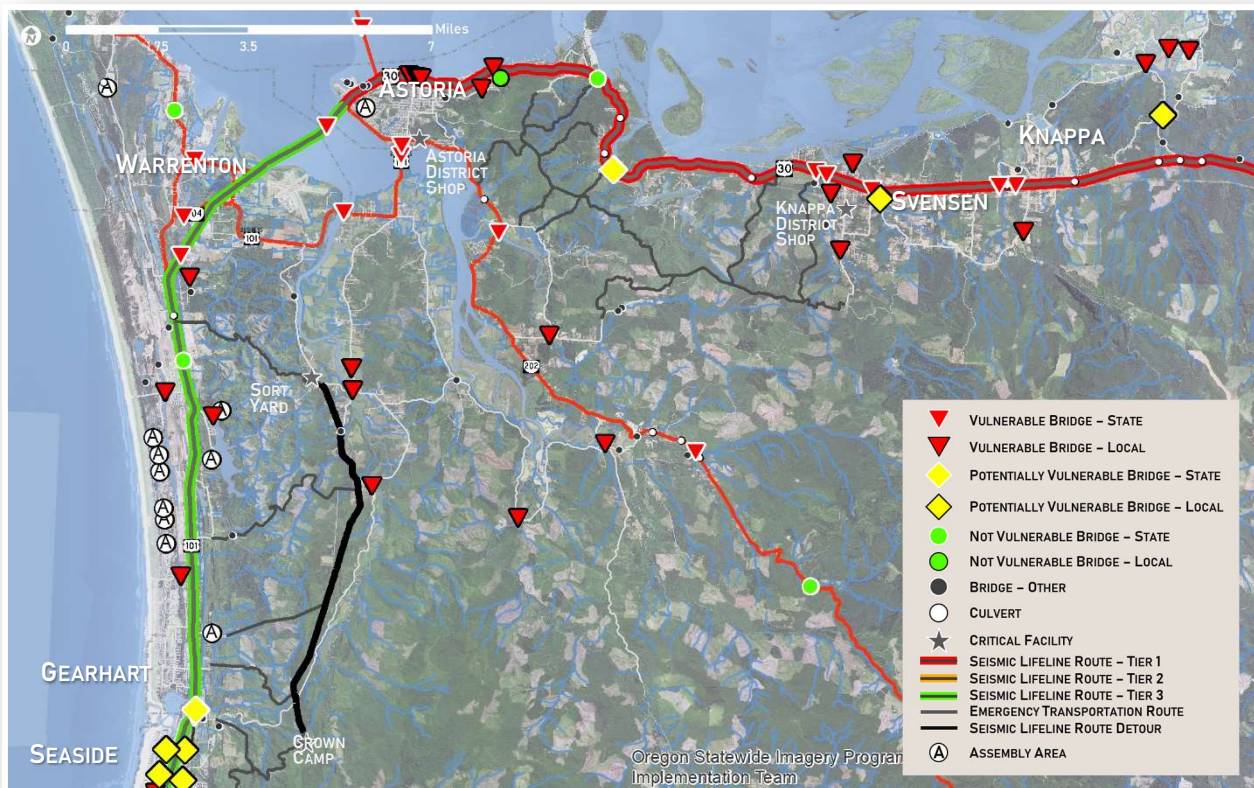 0
1.75
3.5
7
Miles
30
ASTORIA
WARRENTON
104
101
ASTORIA
DISTRICT
SHOP
30
KNAPPA
SVENSEN
KNAPPA
DISTRICT
SHOP
202
SORT
YARD
A
A
A
A
A
A
A
A
A
A
A
101
GEARHART
SEASIDE
CROWN
CAMP
Oregon Statewide Imagery Program
Implementation Team
VULNERABLE BRIDGE – STATE
VULNERABLE BRIDGE – LOCAL
POTENTIALLY VULNERABLE BRIDGE – STATE
POTENTIALLY VULNERABLE BRIDGE – LOCAL
NOT VULNERABLE BRIDGE – STATE
NOT VULNERABLE BRIDGE – LOCAL
BRIDGE – OTHER
CULVERT
CRITICAL FACILITY
SEISMIC LIFELINE ROUTE – TIER 1
SEISMIC LIFELINE ROUTE – TIER 2
SEISMIC LIFELINE ROUTE – TIER 3
EMERGENCY TRANSPORTATION ROUTE
SEISMIC LIFELINE ROUTE DETOUR
A ASSEMBLY AREA